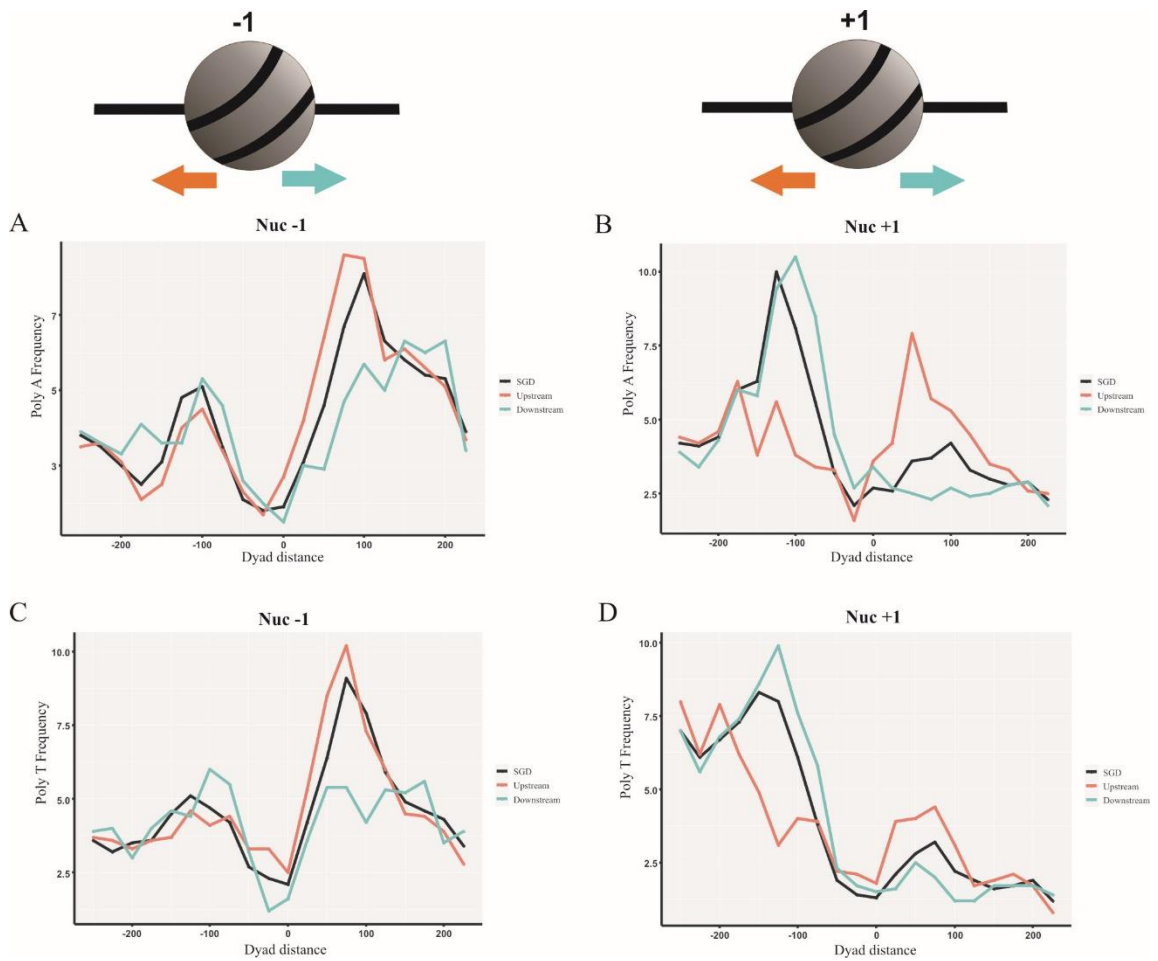 -1
+1
A
Nuc -1
B
Nuc +1
Poly A Frequency
7
5
3
-200
-100
0
100
200
Dyad distance
SGD
Upstream
Downstream
Poly A Frequency
10.0
7.5
5.0
2.5
-200
-100
0
100
200
Dyad distance
SGD
Upstream
Downstream
C
Nuc -1
D
Nuc +1
Poly T Frequency
10.0
7.5
5.0
2.5
-200
-100
0
100
200
Dyad distance
SGD
Upstream
Downstream
Poly T Frequency
10.0
7.5
5.0
2.5
-200
-100
0
100
200
Dyad distance
SGD
Upstream
Downstream